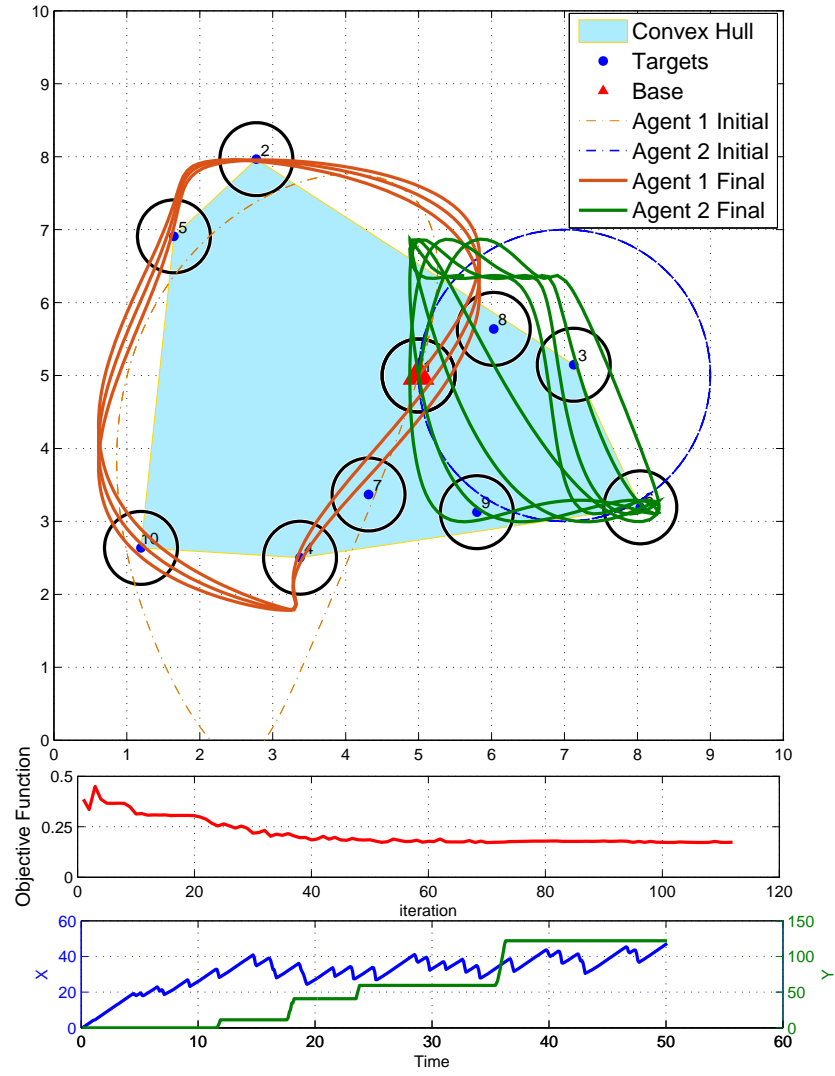 10
9
8
7
6
5
4
3
2
1
0
Convex Hull
Targets
Base
Agent 1 Initial
Agent 2 Initial
Agent 1 Final
Agent 2 Final
2
5
8
3
7
9
10
4
0 1 2 3 4 5 6 7 8 9 10
Objective Function
0.5
0.25
0
0 20 40 60 80 100 120
iteration
X
60
40
20
0
Y
150
100
50
0
0 10 20 30 40 50 60
Time